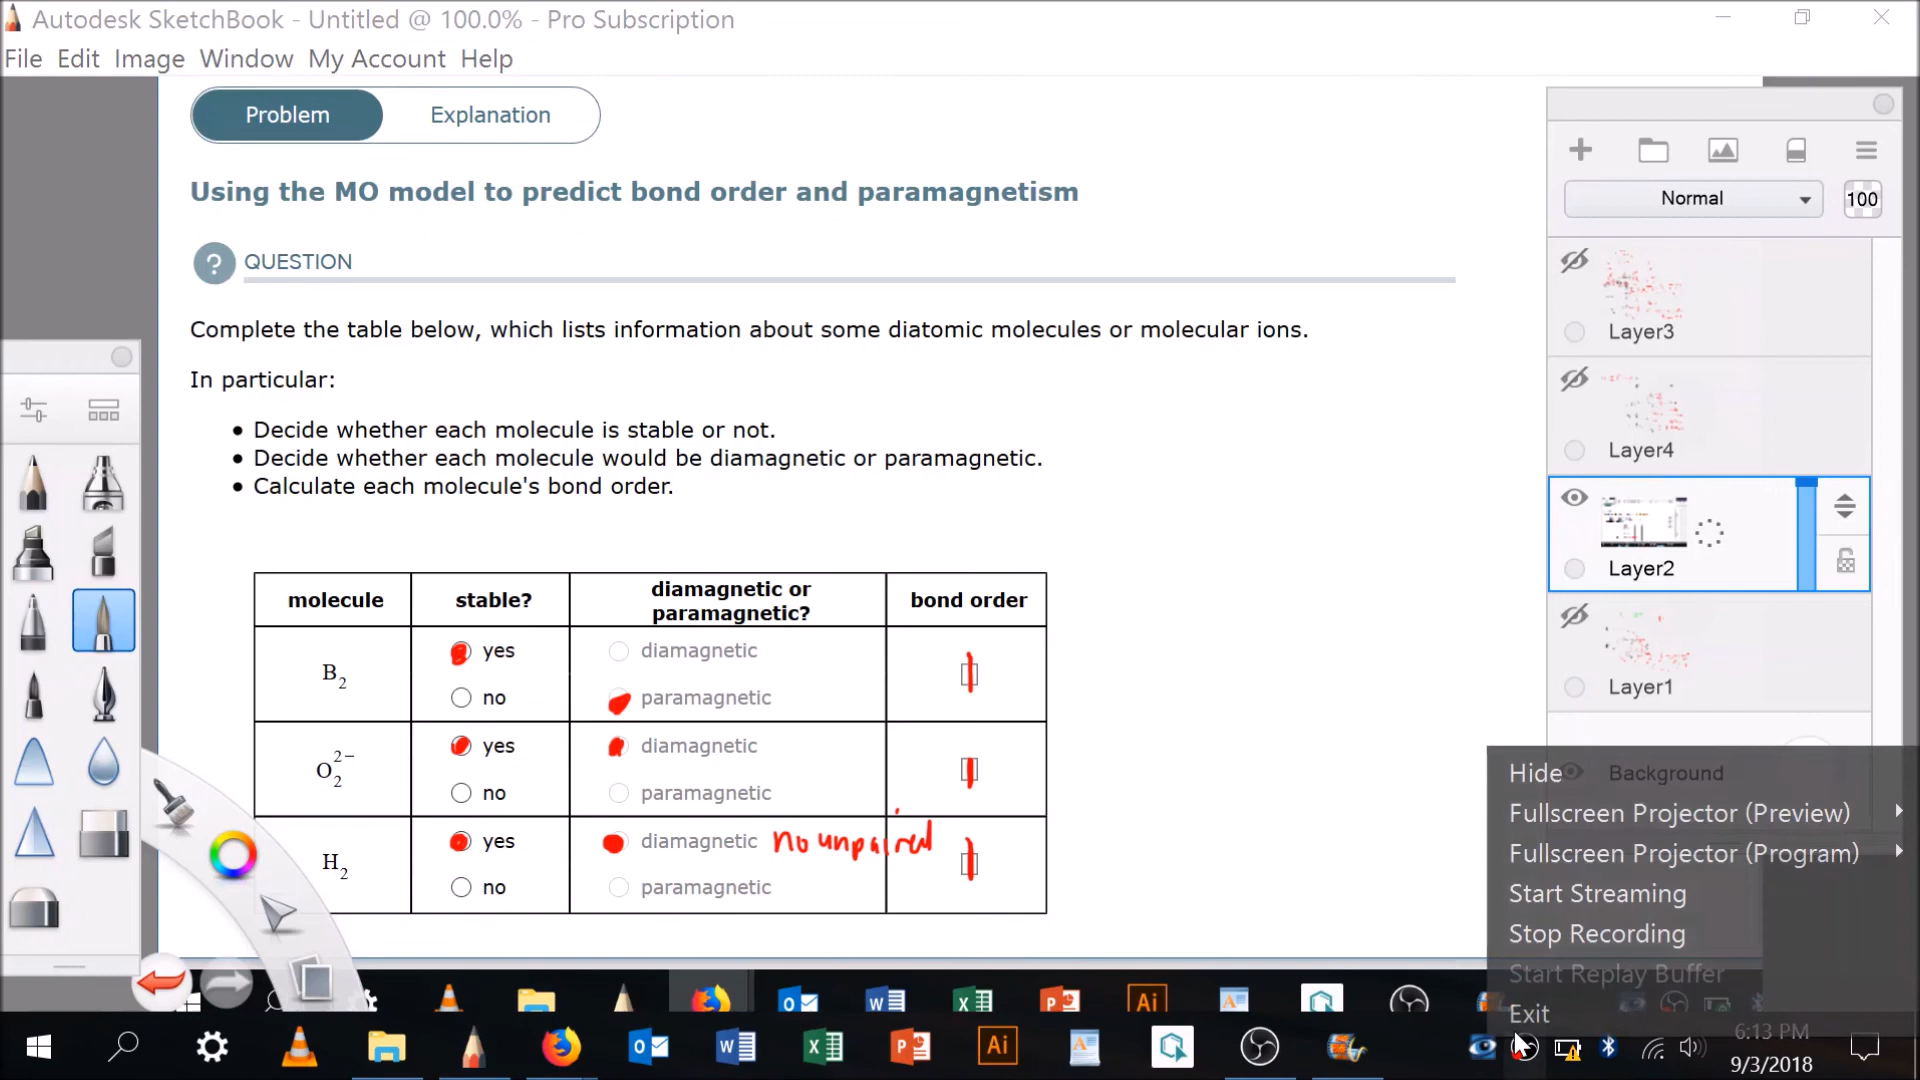 Autodesk SketchBook - Untitled @ 100.0% - Pro Subscription
File Edit Image Window My Account Help
Problem Explanation
Using the MO model to predict bond order and paramagnetism
? QUESTION
Complete the table below, which lists information about some diatomic molecules or molecular ions.
In particular:
• Decide whether each molecule is stable or not.
• Decide whether each molecule would be diamagnetic or paramagnetic.
• Calculate each molecule's bond order.
molecule stable? diamagnetic or paramagnetic? bond order
B₂ yes diamagnetic 1
no paramagnetic
O₂²⁻ yes diamagnetic 1
no paramagnetic
H₂ yes diamagnetic no unpaired 1
no paramagnetic
Normal 100
Layer3
Layer4
Layer2
Layer1
Background
Hide
Fullscreen Projector (Preview)
Fullscreen Projector (Program)
Start Streaming
Stop Recording
Start Replay Buffer
Exit
6:13 PM
9/3/2018